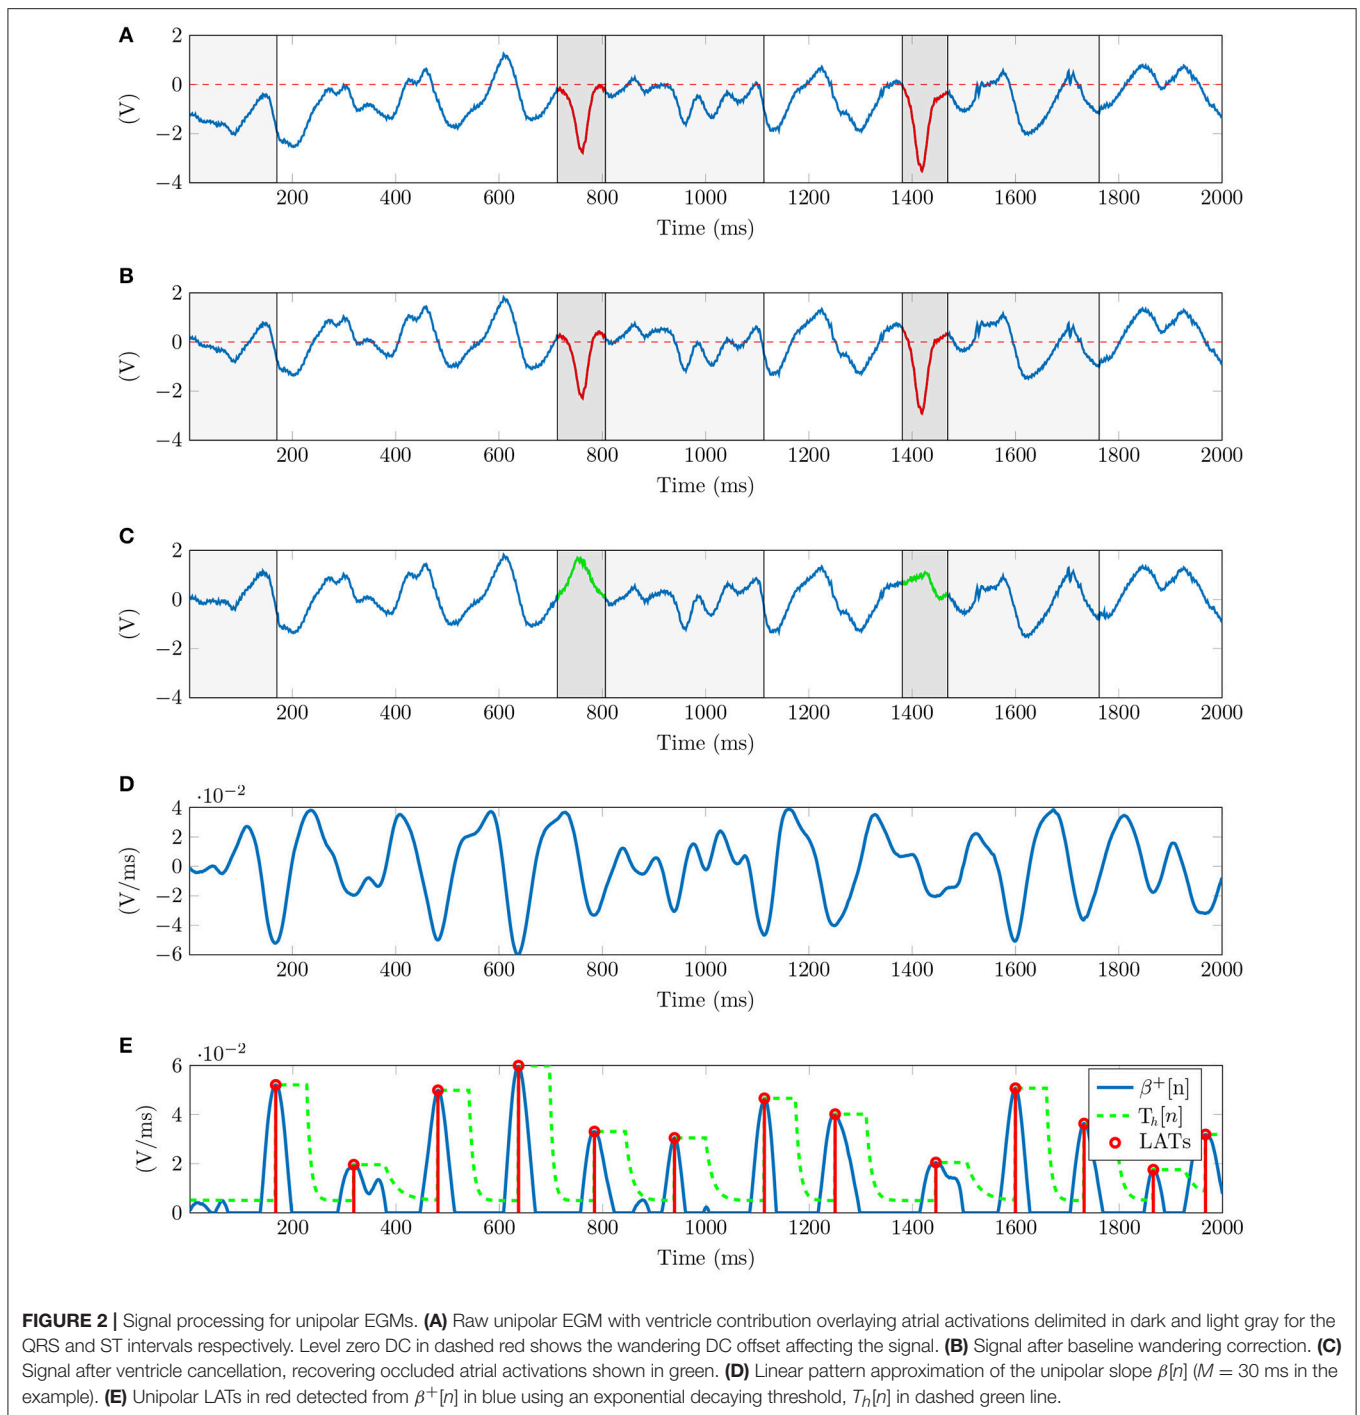 A
2
0
−2
−4
(V)
200 400 600 800 1000 1200 1400 1600 1800 2000
Time (ms)
B
2
0
−2
−4
(V)
200 400 600 800 1000 1200 1400 1600 1800 2000
Time (ms)
C
2
0
−2
−4
(V)
200 400 600 800 1000 1200 1400 1600 1800 2000
Time (ms)
D
·10−2
4
2
0
−2
−4
−6
(V/ms)
200 400 600 800 1000 1200 1400 1600 1800 2000
Time (ms)
E
·10−2
6
4
2
0
(V/ms)
β+[n]
Th[n]
LATs
200 400 600 800 1000 1200 1400 1600 1800 2000
Time (ms)
FIGURE 2 | Signal processing for unipolar EGMs. (A) Raw unipolar EGM with ventricle contribution overlaying atrial activations delimited in dark and light gray for the
QRS and ST intervals respectively. Level zero DC in dashed red shows the wandering DC offset affecting the signal. (B) Signal after baseline wandering correction. (C)
Signal after ventricle cancellation, recovering occluded atrial activations shown in green. (D) Linear pattern approximation of the unipolar slope β[n] (M = 30 ms in the
example). (E) Unipolar LATs in red detected from β+[n] in blue using an exponential decaying threshold, Th[n] in dashed green line.